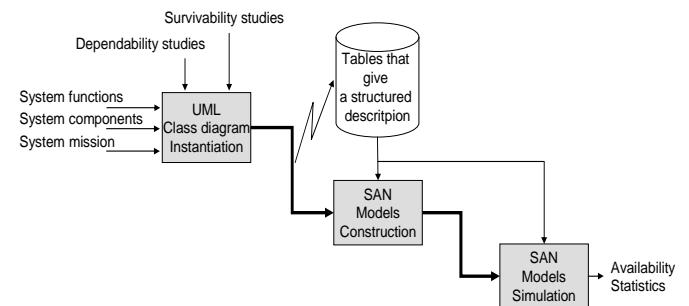 Survivability studies
Dependability studies
Tables that
give
a structured
descritpion
System functions
System components
System mission
UML
Class diagram
Instantiation
SAN
Models
Construction
SAN
Models
Simulation
Availability
Statistics